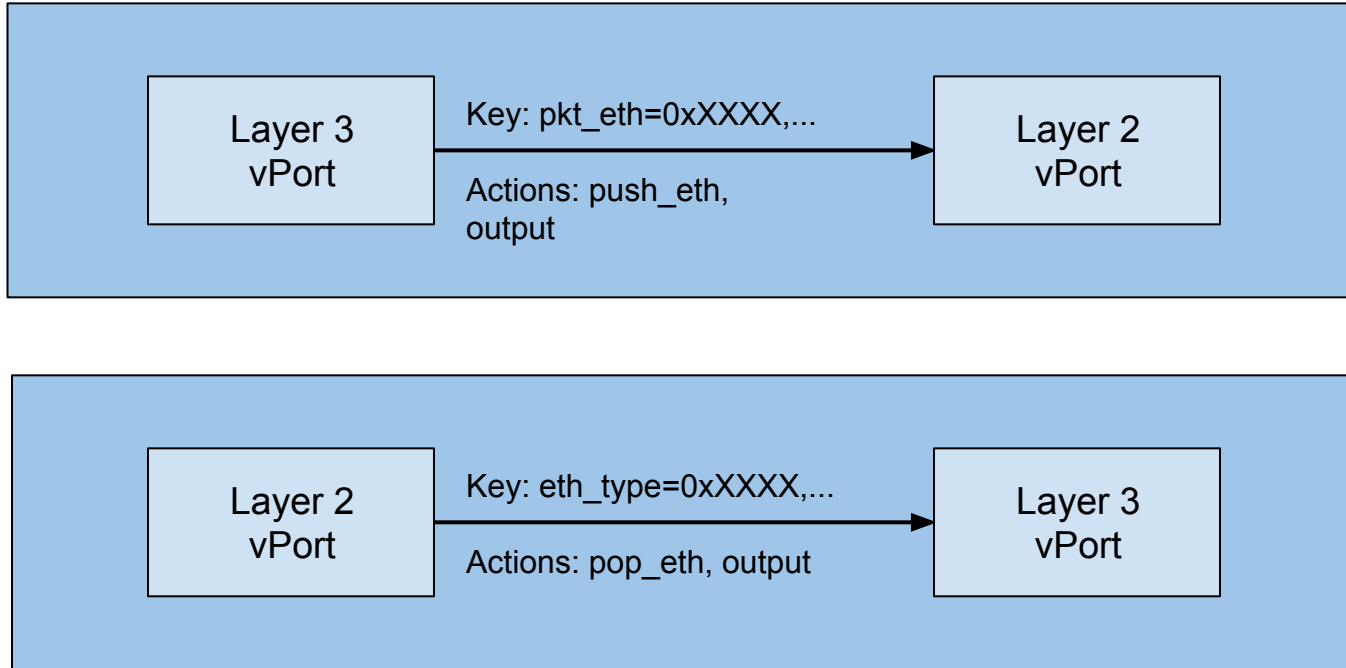 Layer 3
vPort
Key: pkt_eth=0xXXXX,...
Actions: push_eth,
output
Layer 2
vPort
Layer 2
vPort
Key: eth_type=0xXXXX,...
Actions: pop_eth, output
Layer 3
vPort